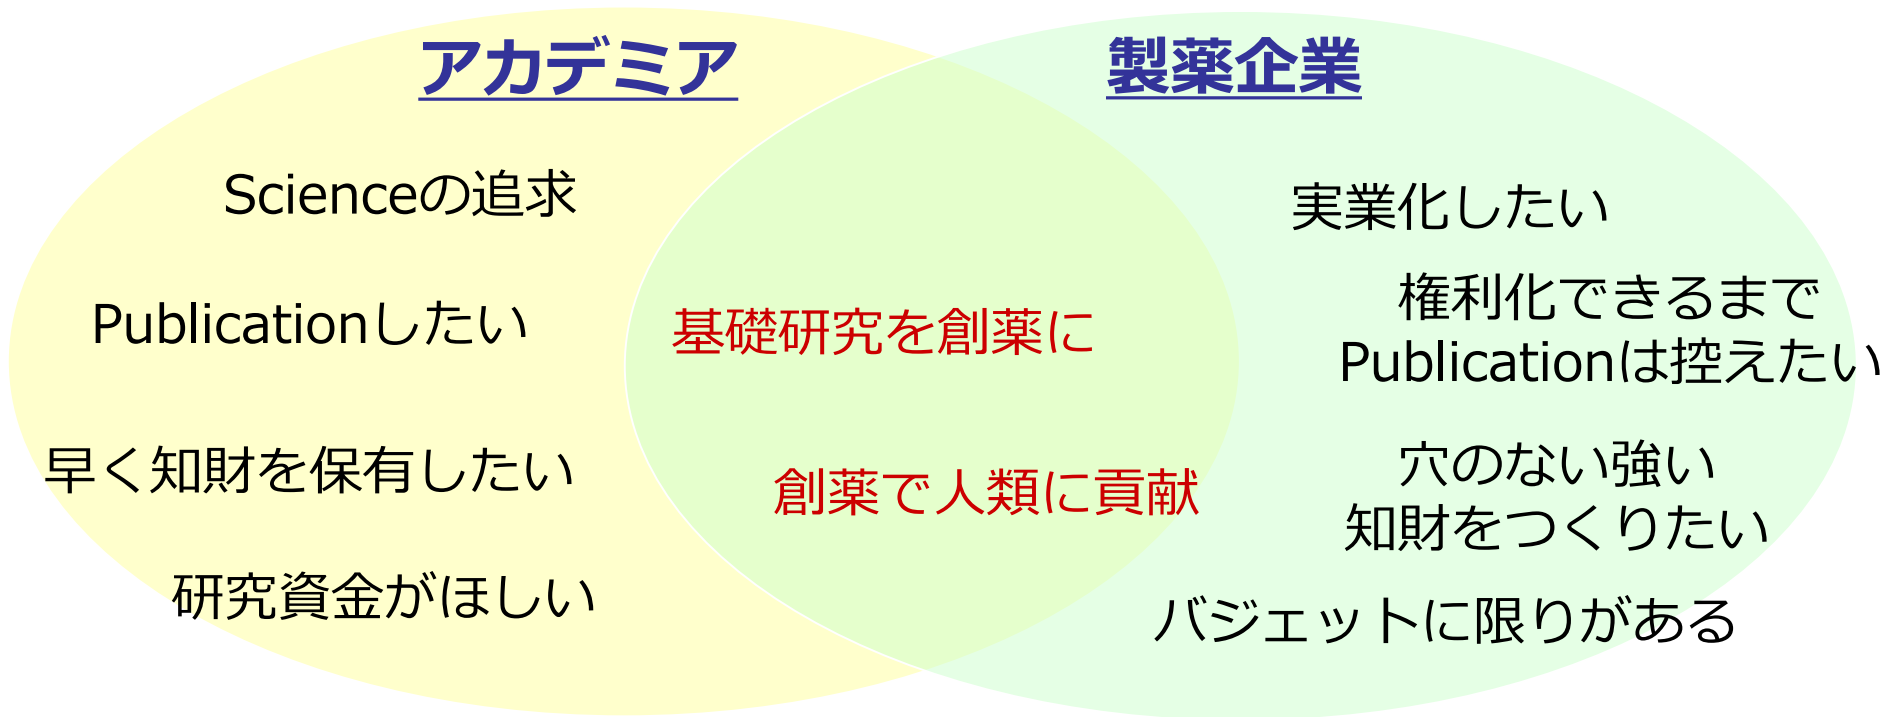 アカデミア
Scienceの追求
Publicationしたい
早く知財を保有したい
研究資金がほしい
基礎研究を創薬に
創薬で人類に貢献
製薬企業
実業化したい
権利化できるまで
Publicationは控えたい
穴のない強い
知財をつくりたい
バジェットに限りがある